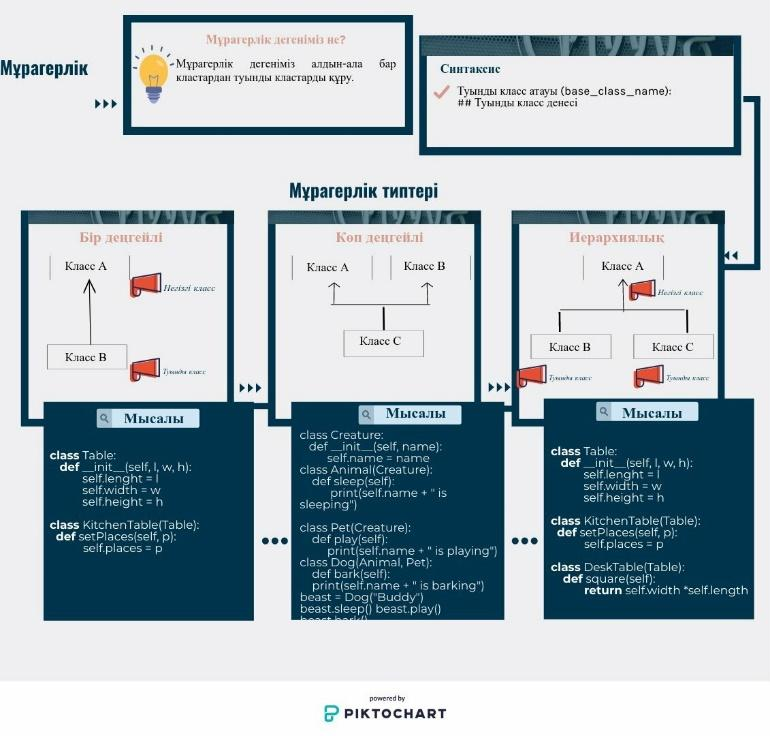 Мұрагерлік
Мұрагерлік дегеніміз не?
Мұрагерлік дегеніміз алдын-ала бар
кластардан туынды кластарды құру.
Синтаксис
Туынды класс атауы (base_class_name):
## Туынды класс денесі
Мұрагерлік типтері
Бір деңгейлі
Класс А
Негізгі класс
Класс В
Туынды класс
Мысалы
class Table:
def __init__(self, l, w, h):
self.lenght = l
self.width = w
self.height = h
class KitchenTable(Table):
def setPlaces(self, p):
self.places = p
Көп деңгейлі
Класс А
Класс В
Класс С
Мысалы
class Creature:
def __init__(self, name):
self.name = name
class Animal(Creature):
def sleep(self):
print(self.name + " is
sleeping")
class Pet(Creature):
def play(self):
print(self.name + " is playing")
class Dog(Animal, Pet):
def bark(self):
print(self.name + " is barking")
beast = Dog("Buddy")
beast.sleep() beast.play()
beast.bark()
Иерархиялық
Класс А
Негізгі класс
Класс В
Класс С
Туынды класс
Туынды класс
Мысалы
class Table:
def __init__(self, l, w, h):
self.lenght = l
self.width = w
self.height = h
class KitchenTable(Table):
def setPlaces(self, p):
self.places = p
class DeskTable(Table):
def square(self):
return self.width *self.length
powered by
PIKTOCHART